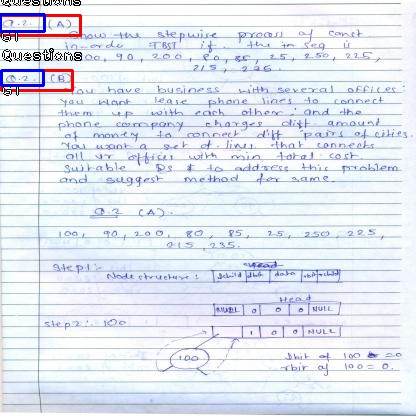 Questions
Q.2. (A)
GT Show the stepwise process of const
in-orde TBST if the in seq is
100, 90, 200, 80, 85, 25, 250, 225,
215, 235.
Questions
Q.2. (B)
GT You have business with several offices:
You want lease phone lines to connect
them up with each other; and the
phone company charges diff amount
of money to connect diff pairs of cities.
You want a set of lines that connects
all ur offices with min total cost.
Suitable Ds $ to address this problem
and suggest method for same.
Q.2 (A).
100, 90, 200, 80, 85, 25, 250, 225,
215, 235.
Head
Step1:- Node structure: lchild lbit data rbit rchild
Head
NULL 0 0 0 NULL
step2:- 100
1 0 0 NULL
100
lbit of 100 = 0
rbit of 100 = 0.